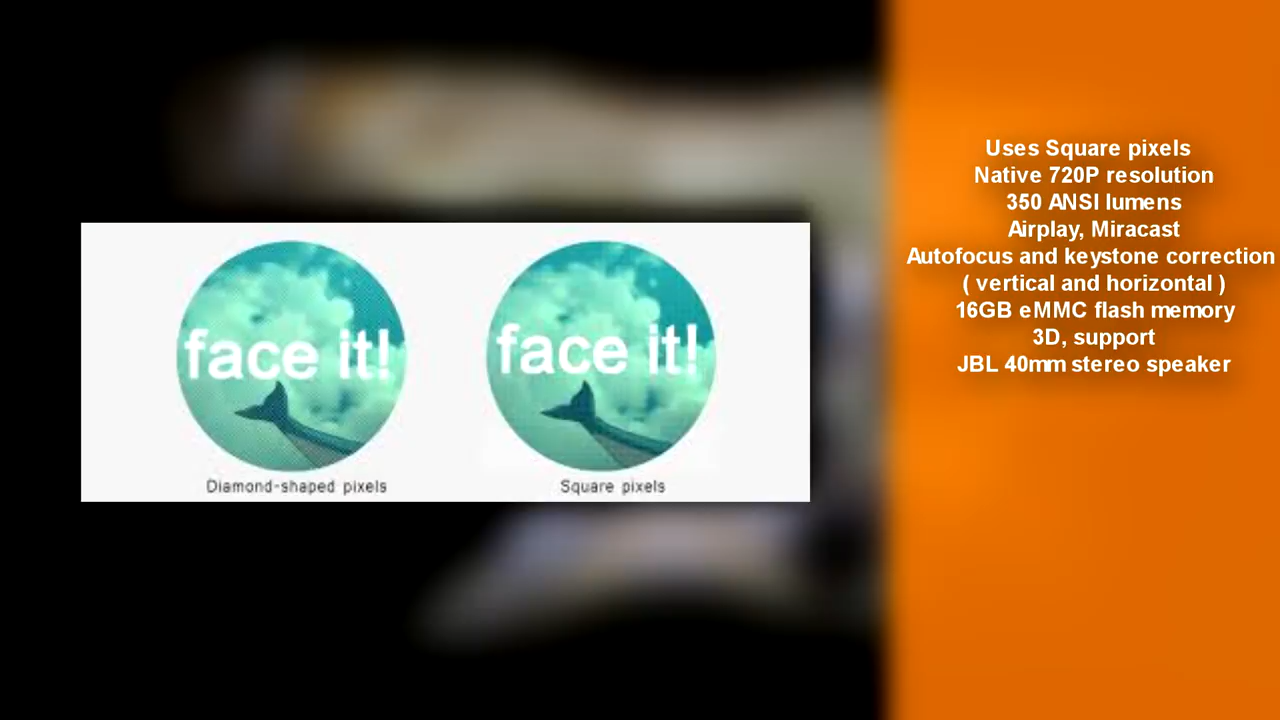 face it!
face it!
Diamond-shaped pixels
Square pixels
Uses Square pixels
Native 720P resolution
350 ANSI lumens
Airplay, Miracast
Autofocus and keystone correction
( vertical and horizontal )
16GB eMMC flash memory
3D, support
JBL 40mm stereo speaker